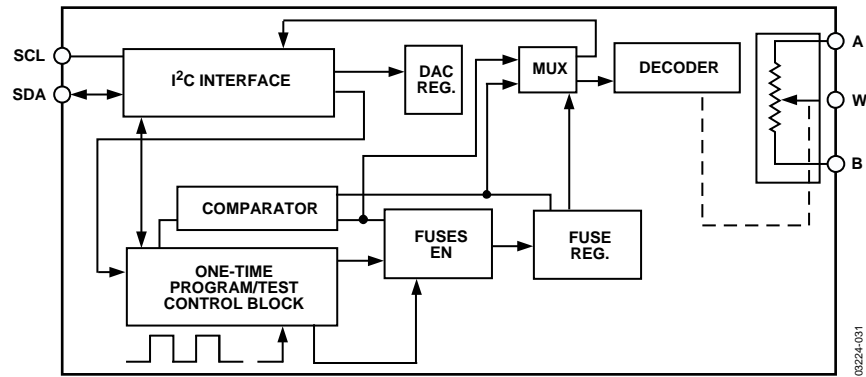 SCL
SDA
I²C INTERFACE
DAC
REG.
MUX
DECODER
A
W
B
COMPARATOR
FUSES
EN
FUSE
REG.
ONE-TIME
PROGRAM/TEST
CONTROL BLOCK
03224-031